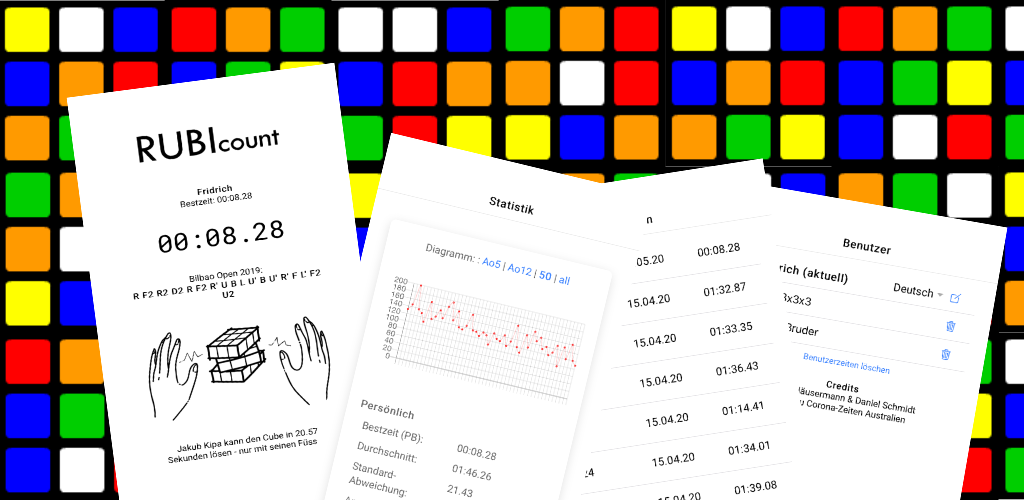 RUBIcount
Fridrich
Bestzeit: 00:08.28
00:08.28
Bilbao Open 2019:
R F2 R2 D2 R F2 R' U B L U' B U' R' F L' F2
U2
Jakub Kipa kann den Cube in 20.57
Sekunden lösen - nur mit seinen Füss
Statistik
Diagramm: : Ao5 | Ao12 | 50 | all
200
180
160
140
120
100
80
60
40
20
0
Persönlich
Bestzeit (PB): 00:08.28
Durchschnitt: 01:46.26
Standard-
Abweichung: 21.43
n
05.20 00:08.28
15.04.20 01:32.87
15.04.20 01:33.35
15.04.20 01:36.43
15.04.20 01:14.41
24 15.04.20 01:34.01
15.04.20 01:39.08
Benutzer
rich (aktuell) Deutsch
3x3x3
Bruder
Benutzerzeiten löschen
Credits
äusermann & Daniel Schmidt
u Corona-Zeiten Australien